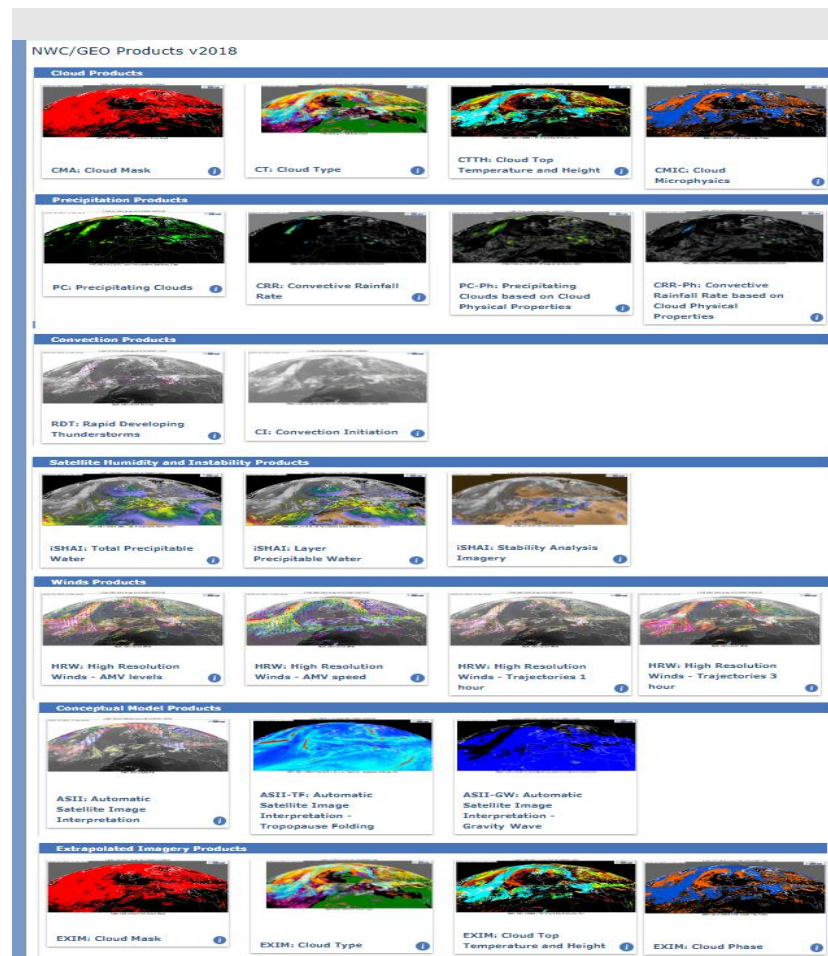 NWC/GEO Products v2018
Cloud Products
CMA: Cloud Mask
CT: Cloud Type
CTTH: Cloud Top
Temperature and Height
CMIC: Cloud
Microphysics
Precipitation Products
PC: Precipitating Clouds
CRR: Convective Rainfall
Rate
PC-Ph: Precipitating
Clouds based on Cloud
Physical Properties
CRR-Ph: Convective
Rainfall Rate based on
Cloud Physical
Properties
Convection Products
RDT: Rapid Developing
Thunderstorms
CI: Convection Initiation
Satellite Humidity and Instability Products
iSHAI: Total Precipitable
Water
iSHAI: Layer
Precipitable Water
iSHAI: Stability Analysis
Imagery
Winds Products
HRW: High Resolution
Winds - AMV levels
HRW: High Resolution
Winds - AMV speed
HRW: High Resolution
Winds - Trajectories 1
hour
HRW: High Resolution
Winds - Trajectories 3
hour
Conceptual Model Products
ASII: Automatic
Satellite Image
Interpretation
ASII-TF: Automatic
Satellite Image
Interpretation -
Tropopause Folding
ASII-GW: Automatic
Satellite Image
Interpretation -
Gravity Wave
Extrapolated Imagery Products
EXIM: Cloud Mask
EXIM: Cloud Type
EXIM: Cloud Top
Temperature and Height
EXIM: Cloud Phase